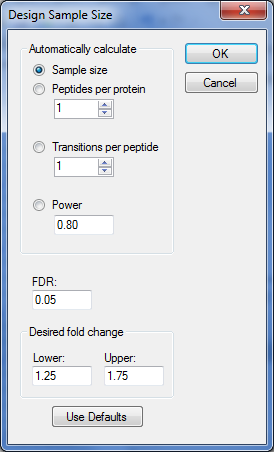 Design Sample Size
Automatically calculate
OK
Sample size
Cancel
Peptides per protein
1
Transitions per peptide
1
Power
0.80
FDR:
0.05
Desired fold change
Lower: Upper:
1.25 1.75
Use Defaults